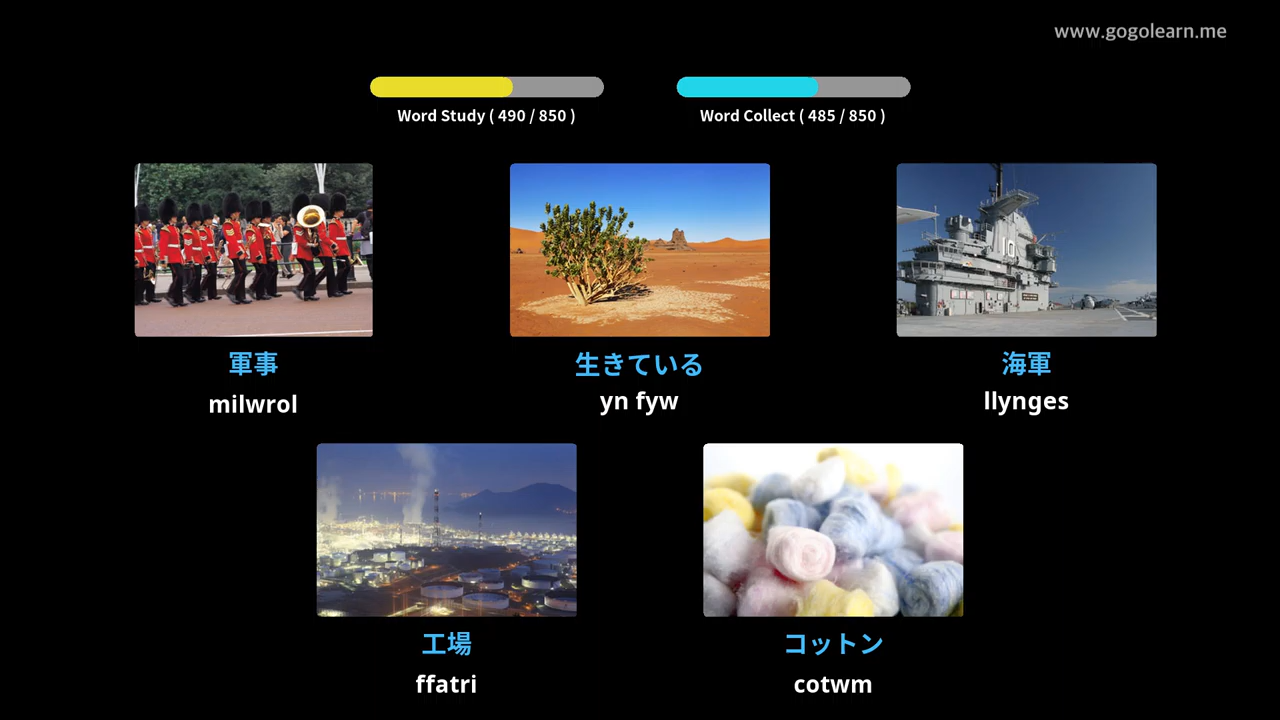 www.gogolearn.me
Word Study ( 490 / 850 )
Word Collect ( 485 / 850 )
10
軍事
milwrol
生きている
yn fyw
海軍
llynges
工場
ffatri
コットン
cotwm